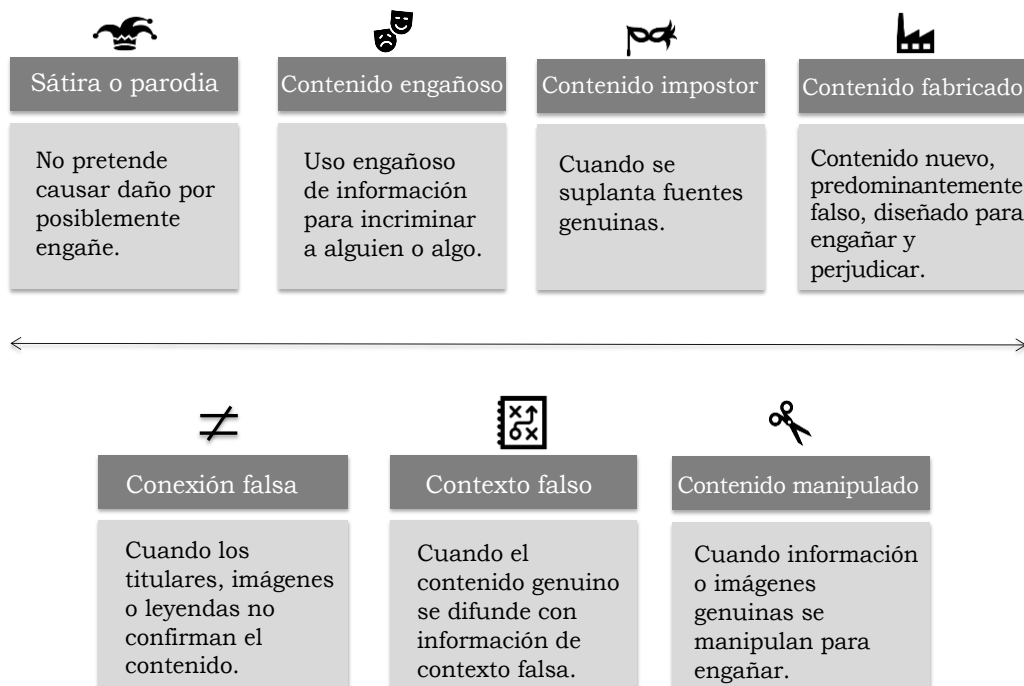 Sátira o parodia
No pretende
causar daño por
posiblemente
engañe.
Contenido engañoso
Uso engañoso
de información
para incriminar
a alguien o algo.
Contenido impostor
Cuando se
suplanta fuentes
genuinas.
Contenido fabricado
Contenido nuevo,
predominantemente
falso, diseñado para
engañar y
perjudicar.
Conexión falsa
Cuando los
titulares, imágenes
o leyendas no
confirman el
contenido.
Contexto falso
Cuando el
contenido genuino
se difunde con
información de
contexto falsa.
Contenido manipulado
Cuando información
o imágenes
genuinas se
manipulan para
engañar.